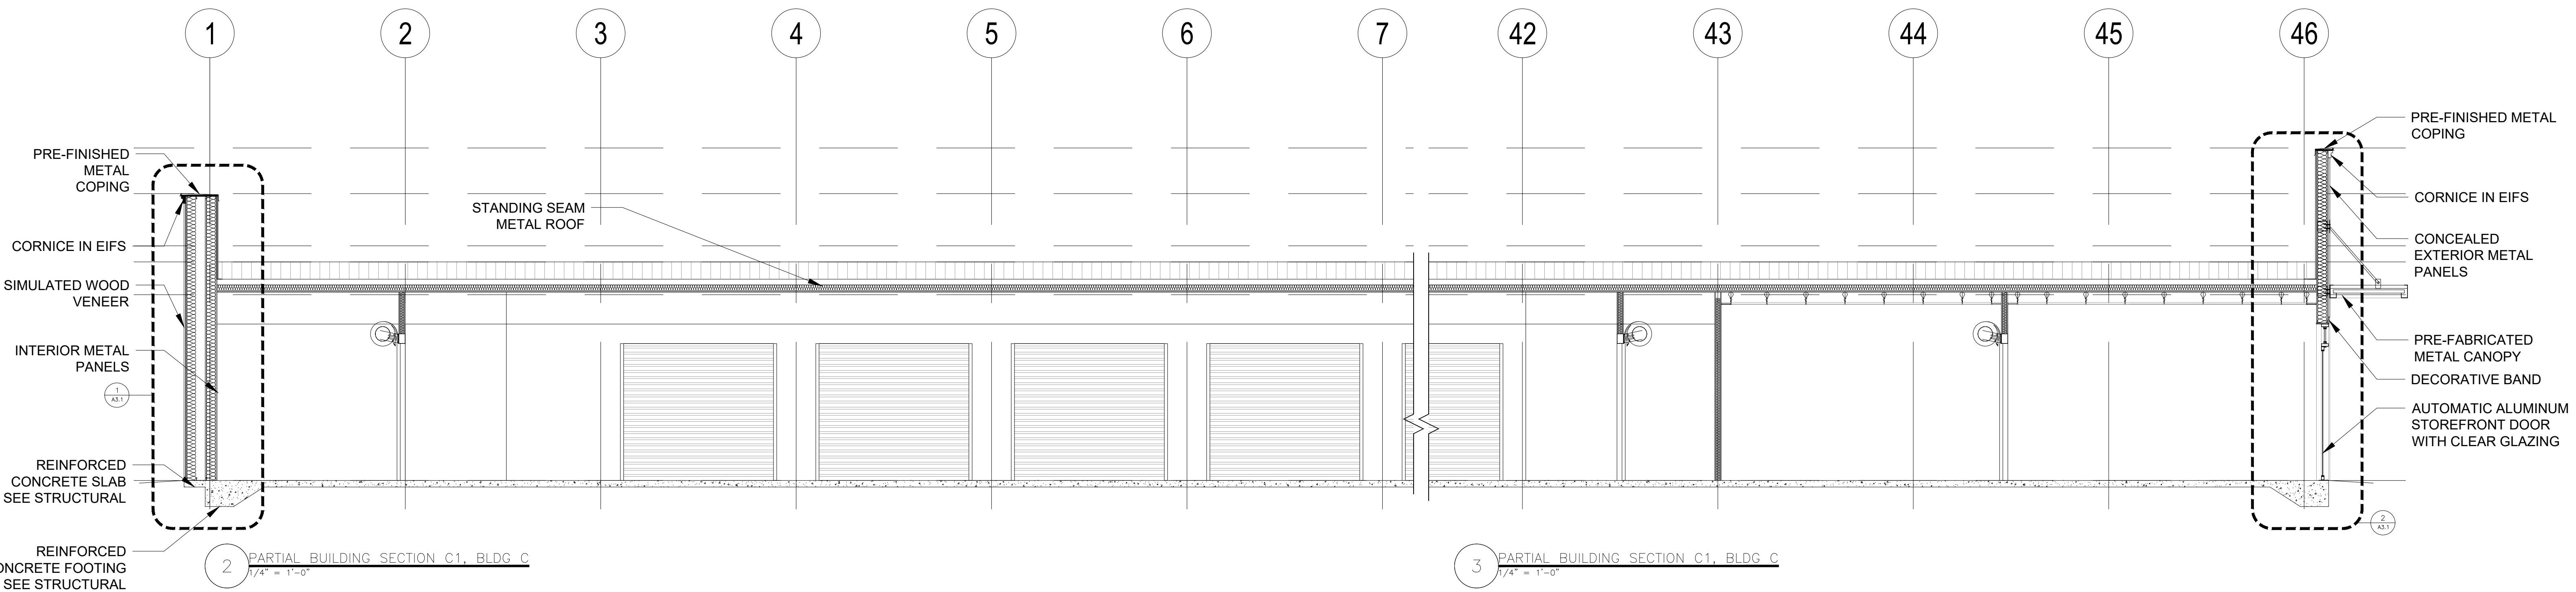 1
2
3
4
5
6
7
42
43
44
45
46
PRE-FINISHED
METAL
COPING
CORNICE IN EIFS
SIMULATED WOOD
VENEER
INTERIOR METAL
PANELS
1
A3.1
REINFORCED
CONCRETE SLAB
SEE STRUCTURAL
REINFORCED
ONCRETE FOOTING
SEE STRUCTURAL
STANDING SEAM
METAL ROOF
PRE-FINISHED METAL
COPING
CORNICE IN EIFS
CONCEALED
EXTERIOR METAL
PANELS
PRE-FABRICATED
METAL CANOPY
DECORATIVE BAND
AUTOMATIC ALUMINUM
STOREFRONT DOOR
WITH CLEAR GLAZING
2
A3.1
2
PARTIAL BUILDING SECTION C1, BLDG C
1/4" = 1'-0"
3
PARTIAL BUILDING SECTION C1, BLDG C
1/4" = 1'-0"